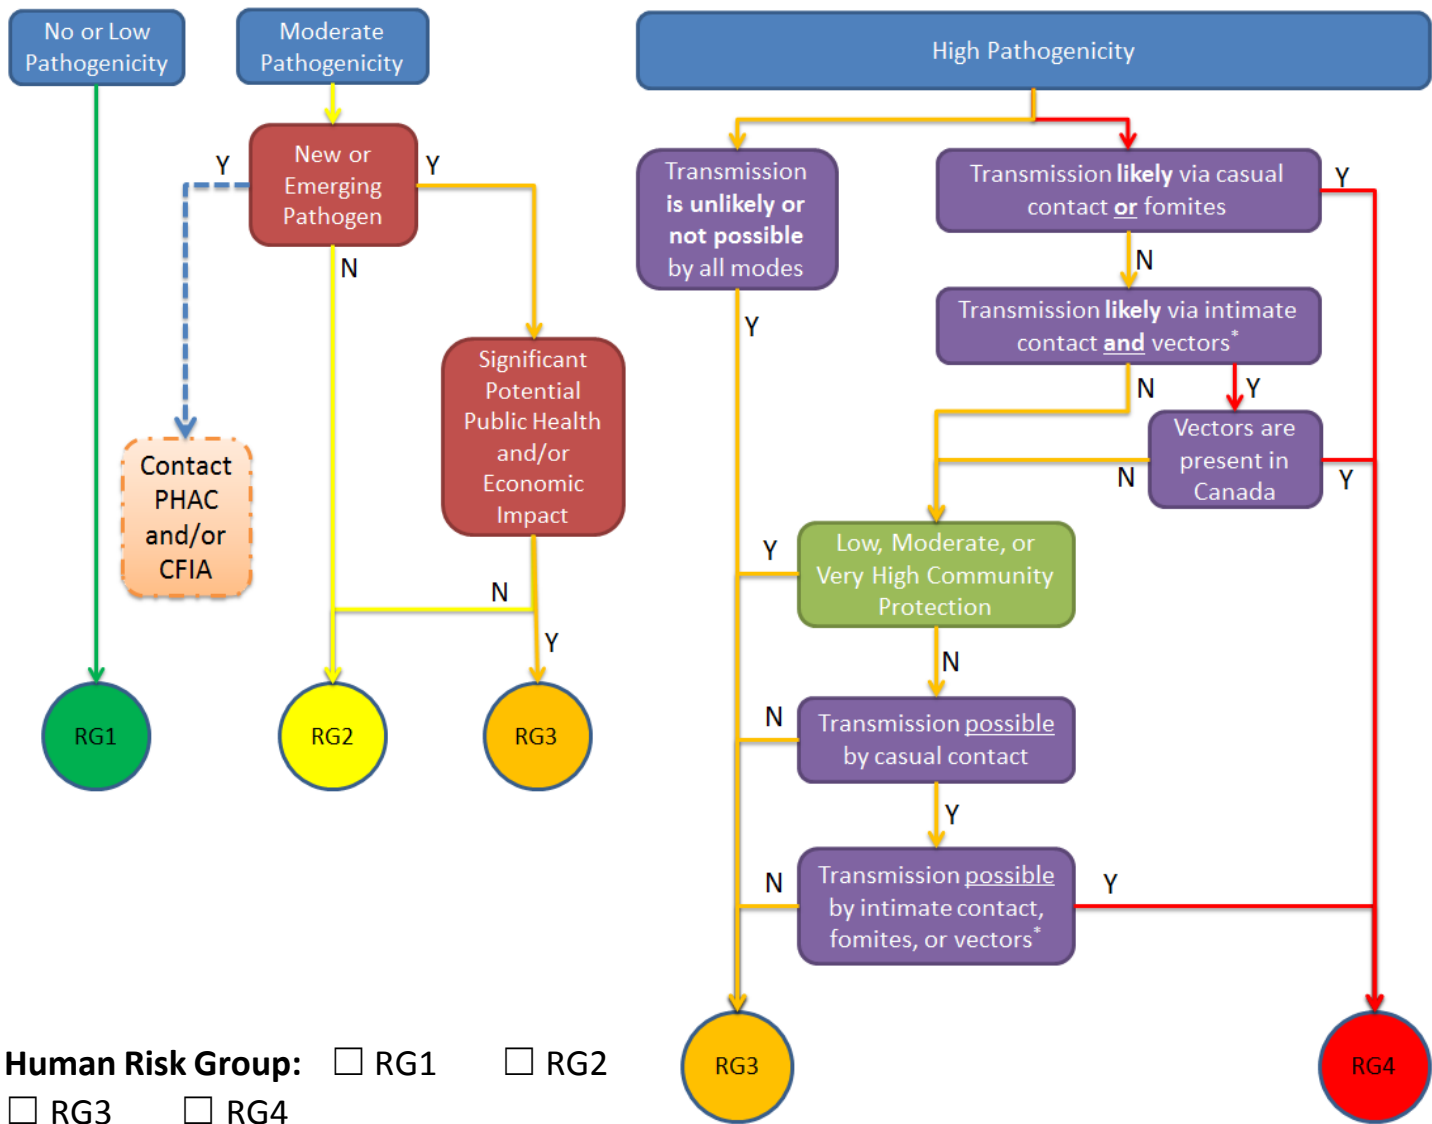 No or Low
Pathogenicity
Moderate
Pathogenicity
High Pathogenicity
Y
New or
Emerging
Pathogen
Y
N
Transmission
is unlikely or
not possible
by all modes
Y
Transmission likely via casual
contact or fomites
Y
N
Transmission likely via intimate
contact and vectors*
N
Y
Vectors are
present in
Canada
N
Y
Significant
Potential
Public Health
and/or
Economic
Impact
N
Y
Contact
PHAC
and/or
CFIA
Y
Low, Moderate, or
Very High Community
Protection
N
N
Transmission possible
by casual contact
Y
N
Transmission possible
by intimate contact,
fomites, or vectors*
Y
RG1
RG2
RG3
RG3
RG4
Human Risk Group: ☐ RG1 ☐ RG2
☐ RG3 ☐ RG4